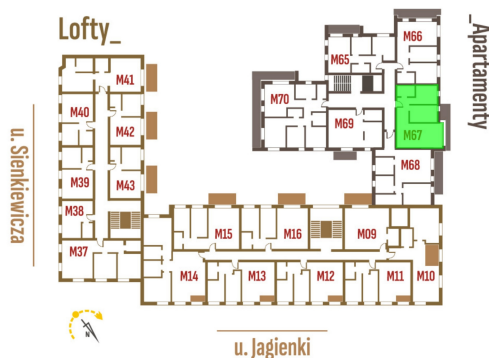 Lofty_
_Apartamenty
M66
M65
M41
M70
M40
M69
M67
M42
M68
M39
M43
M38
M15
M16
M09
M37
M14
M13
M12
M11
M10
u. Sienkiewicza
N
u. Jagienki